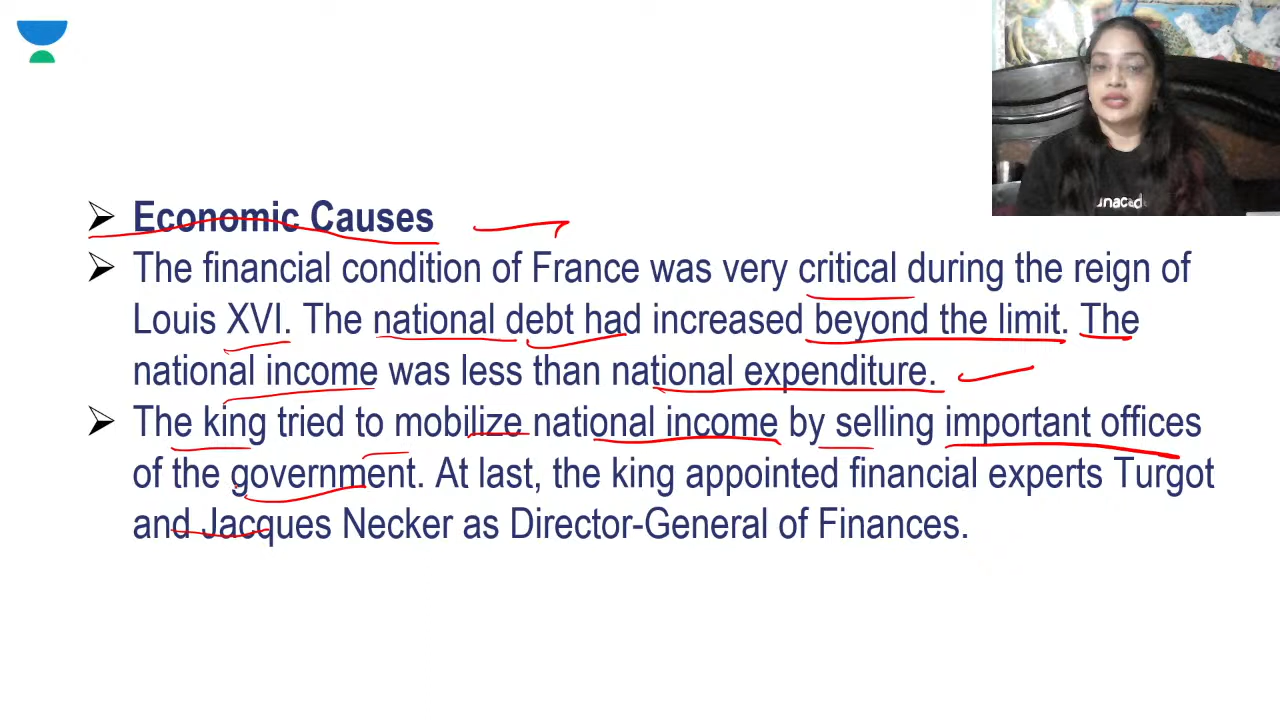 unacad
➢ Economic Causes
➢ The financial condition of France was very critical during the reign of
Louis XVI. The national debt had increased beyond the limit. The
national income was less than national expenditure.
➢ The king tried to mobilize national income by selling important offices
of the government. At last, the king appointed financial experts Turgot
and Jacques Necker as Director-General of Finances.